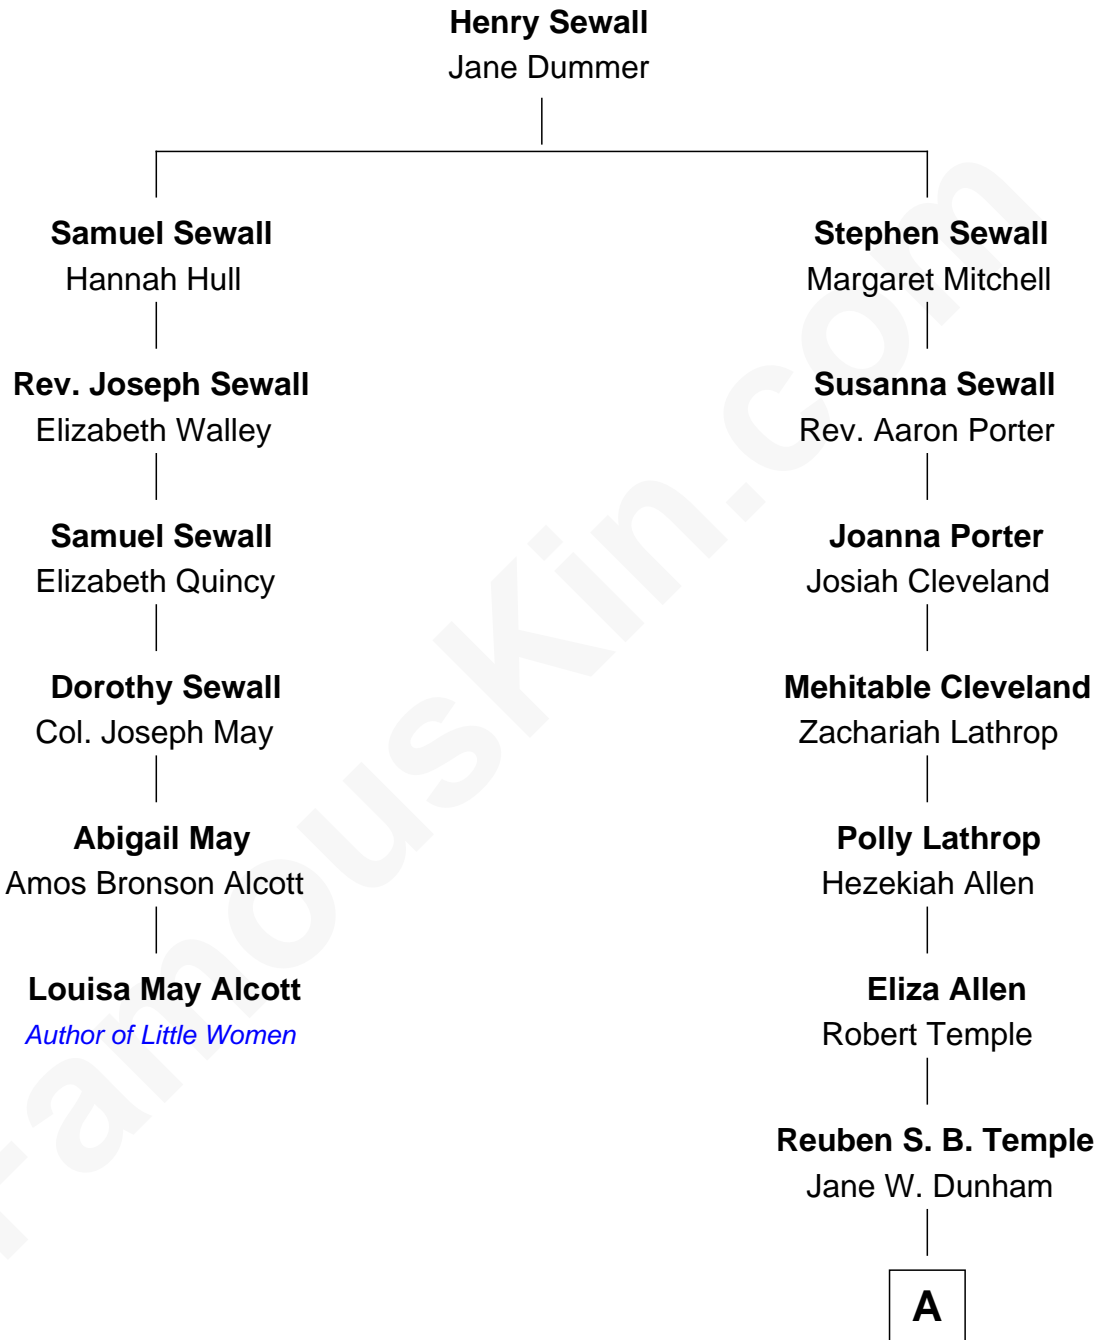 Henry Sewall
Jane Dummer
Samuel Sewall
Hannah Hull
Stephen Sewall
Margaret Mitchell
Rev. Joseph Sewall
Elizabeth Walley
Susanna Sewall
Rev. Aaron Porter
Samuel Sewall
Elizabeth Quincy
Joanna Porter
Josiah Cleveland
Dorothy Sewall
Col. Joseph May
Mehitable Cleveland
Zachariah Lathrop
Abigail May
Amos Bronson Alcott
Polly Lathrop
Hezekiah Allen
Louisa May Alcott
Author of Little Women
Eliza Allen
Robert Temple
Reuben S. B. Temple
Jane W. Dunham
A
FamousKin.com